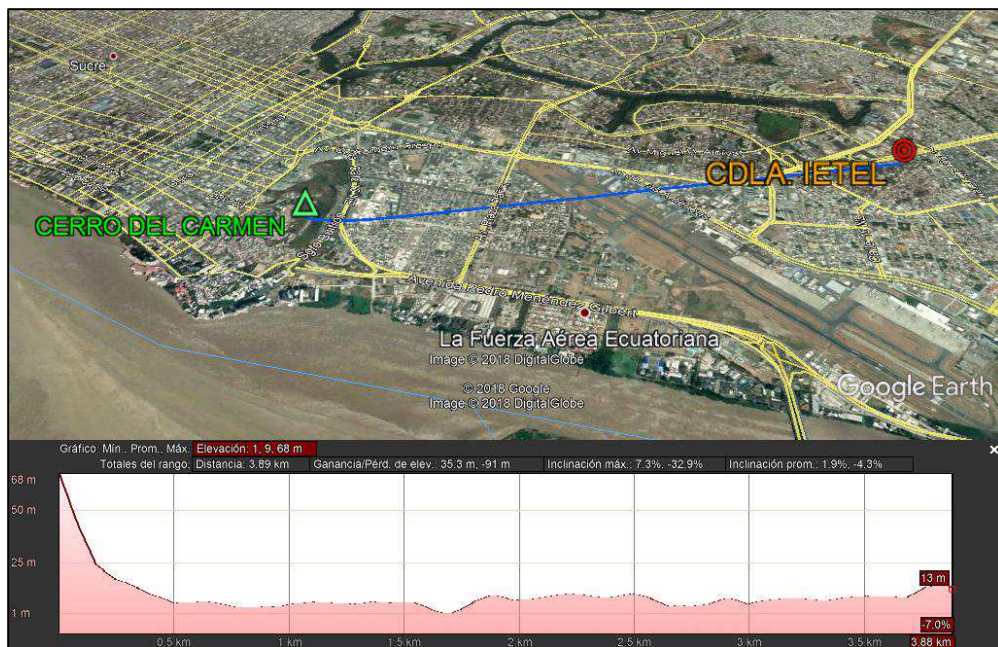 Sucre
CDLA. IETEL
CERRO DEL CARMEN
Avenida Pedro Menéndez Gilbert
La Fuerza Aérea Ecuatoriana
Image © 2018 DigitalGlobe
© 2018 Google
Image © 2018 DigitalGlobe
Google Earth
Gráfico: Mín., Prom., Máx. Elevación: 1, 9, 68 m
Totales del rango: Distancia: 3.89 km Ganancia/Pérd. de elev.: 35.3 m, -91 m Inclinación máx.: 7.3%, -32.9% Inclinación prom.: 1.9%, -4.3%
68 m
50 m
25 m
13 m
1 m
-7.0%
0.5 km 1 km 1.5 km 2 km 2.5 km 3 km 3.5 km 3.88 km